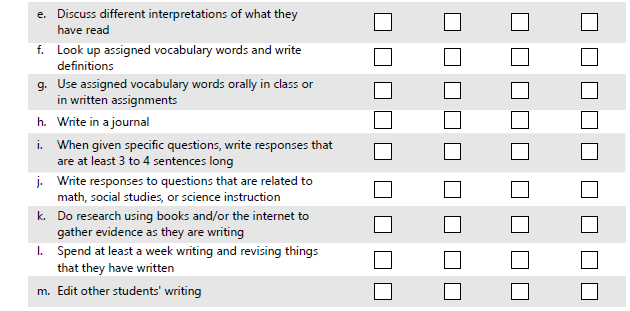 e. Discuss different interpretations of what they
have read
f. Look up assigned vocabulary words and write
definitions
g. Use assigned vocabulary words orally in class or
in written assignments
h. Write in a journal
i. When given specific questions, write responses that
are at least 3 to 4 sentences long
j. Write responses to questions that are related to
math, social studies, or science instruction
k. Do research using books and/or the internet to
gather evidence as they are writing
l. Spend at least a week writing and revising things
that they have written
m. Edit other students' writing